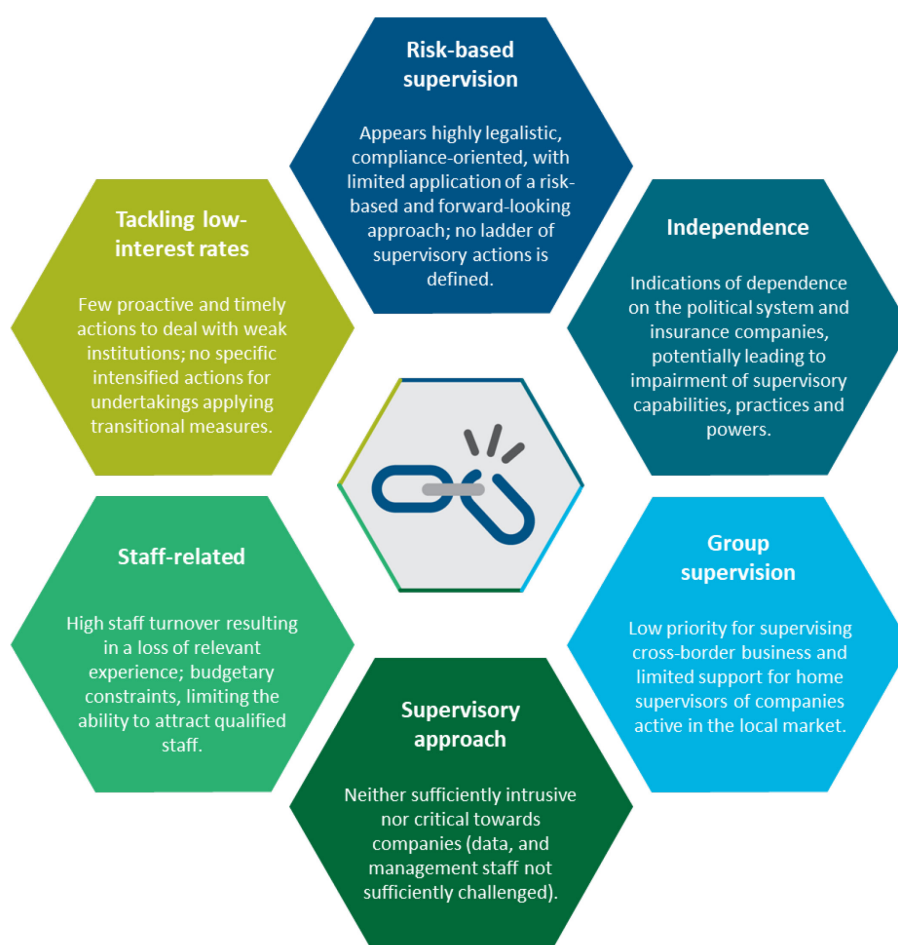 Risk-based
supervision
Appears highly legalistic,
compliance-oriented, with
limited application of a risk-
based and forward-looking
approach; no ladder of
supervisory actions is
defined.
Independence
Indications of dependence
on the political system and
insurance companies,
potentially leading to
impairment of supervisory
capabilities, practices and
powers.
Group
supervision
Low priority for supervising
cross-border business and
limited support for home
supervisors of companies
active in the local market.
Supervisory
approach
Neither sufficiently intrusive
nor critical towards
companies (data, and
management staff not
sufficiently challenged).
Staff-related
High staff turnover resulting
in a loss of relevant
experience; budgetary
constraints, limiting the
ability to attract qualified
staff.
Tackling low-
interest rates
Few proactive and timely
actions to deal with weak
institutions; no specific
intensified actions for
undertakings applying
transitional measures.